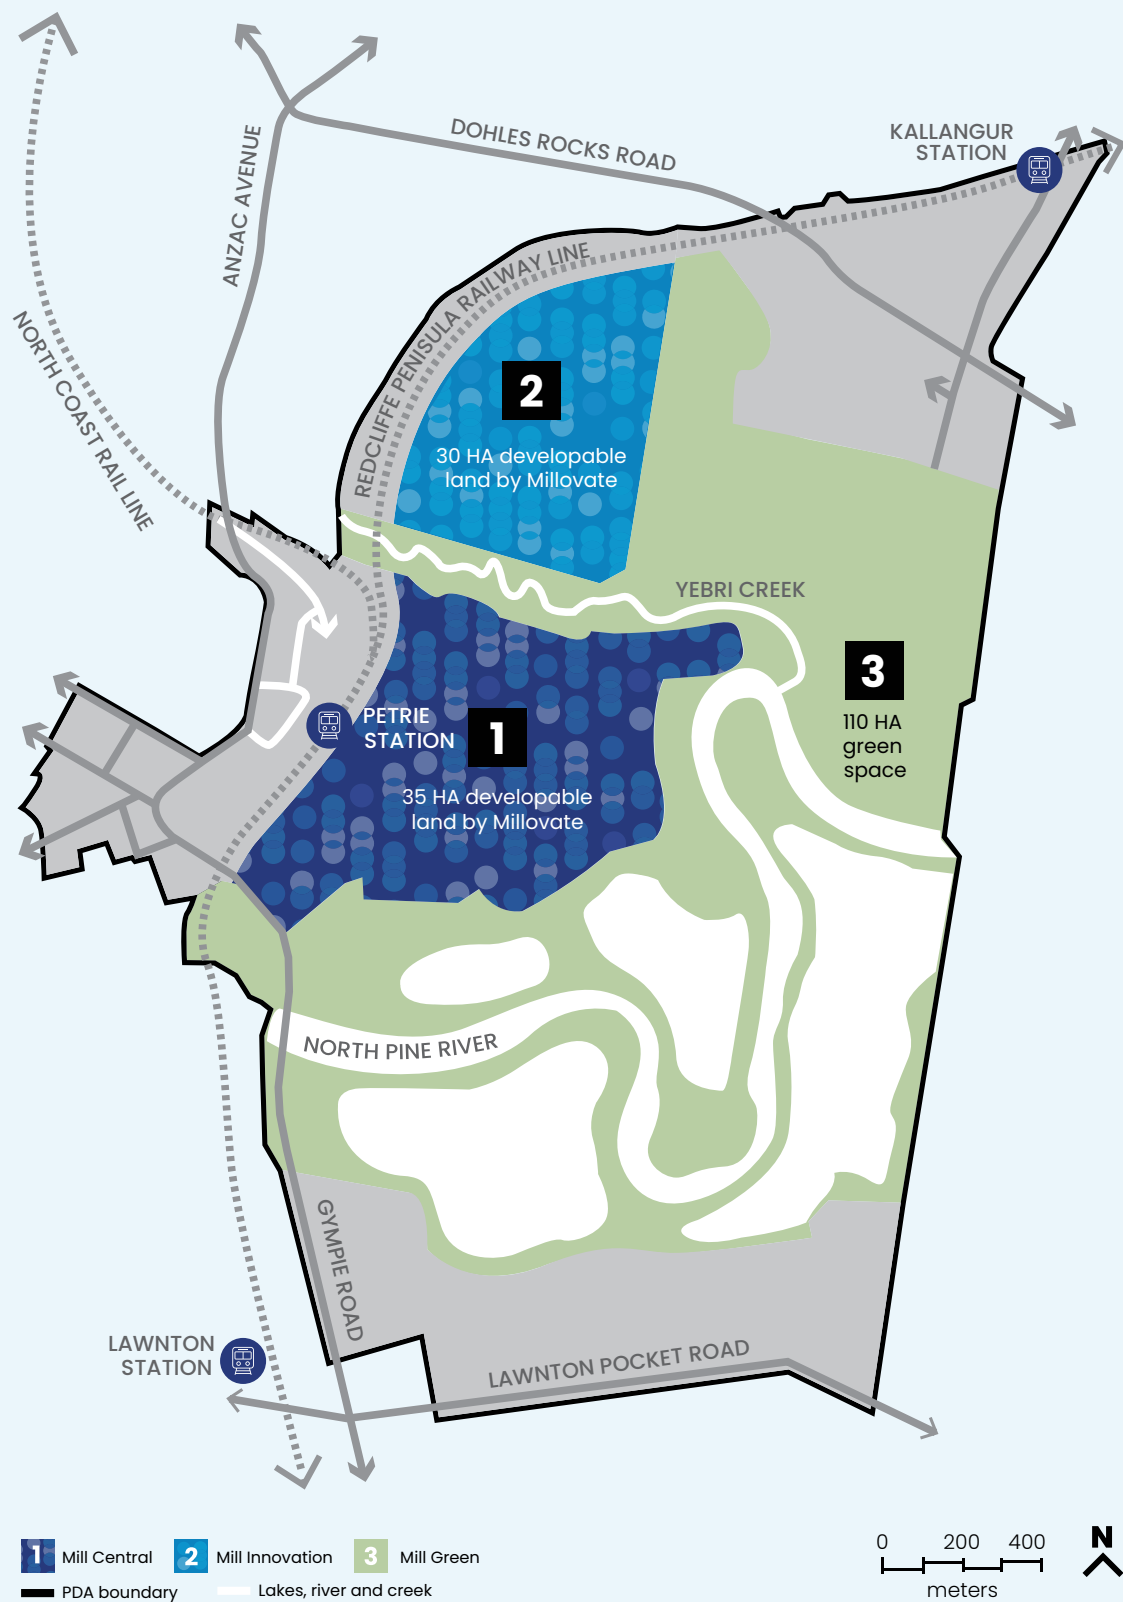 KALLANGUR
STATION
DOHLES ROCKS ROAD
ANZAC AVENUE
REDCLIFFE PENISULA RAILWAY LINE
NORTH COAST RAIL LINE
2
30 HA developable
land by Millovate
YEBRI CREEK
3
110 HA
green
space
PETRIE
STATION
1
35 HA developable
land by Millovate
NORTH PINE RIVER
GYMPIE ROAD
LAWNTON
STATION
LAWNTON POCKET ROAD
1 Mill Central
2 Mill Innovation
3 Mill Green
PDA boundary
Lakes, river and creek
0 200 400
meters
N